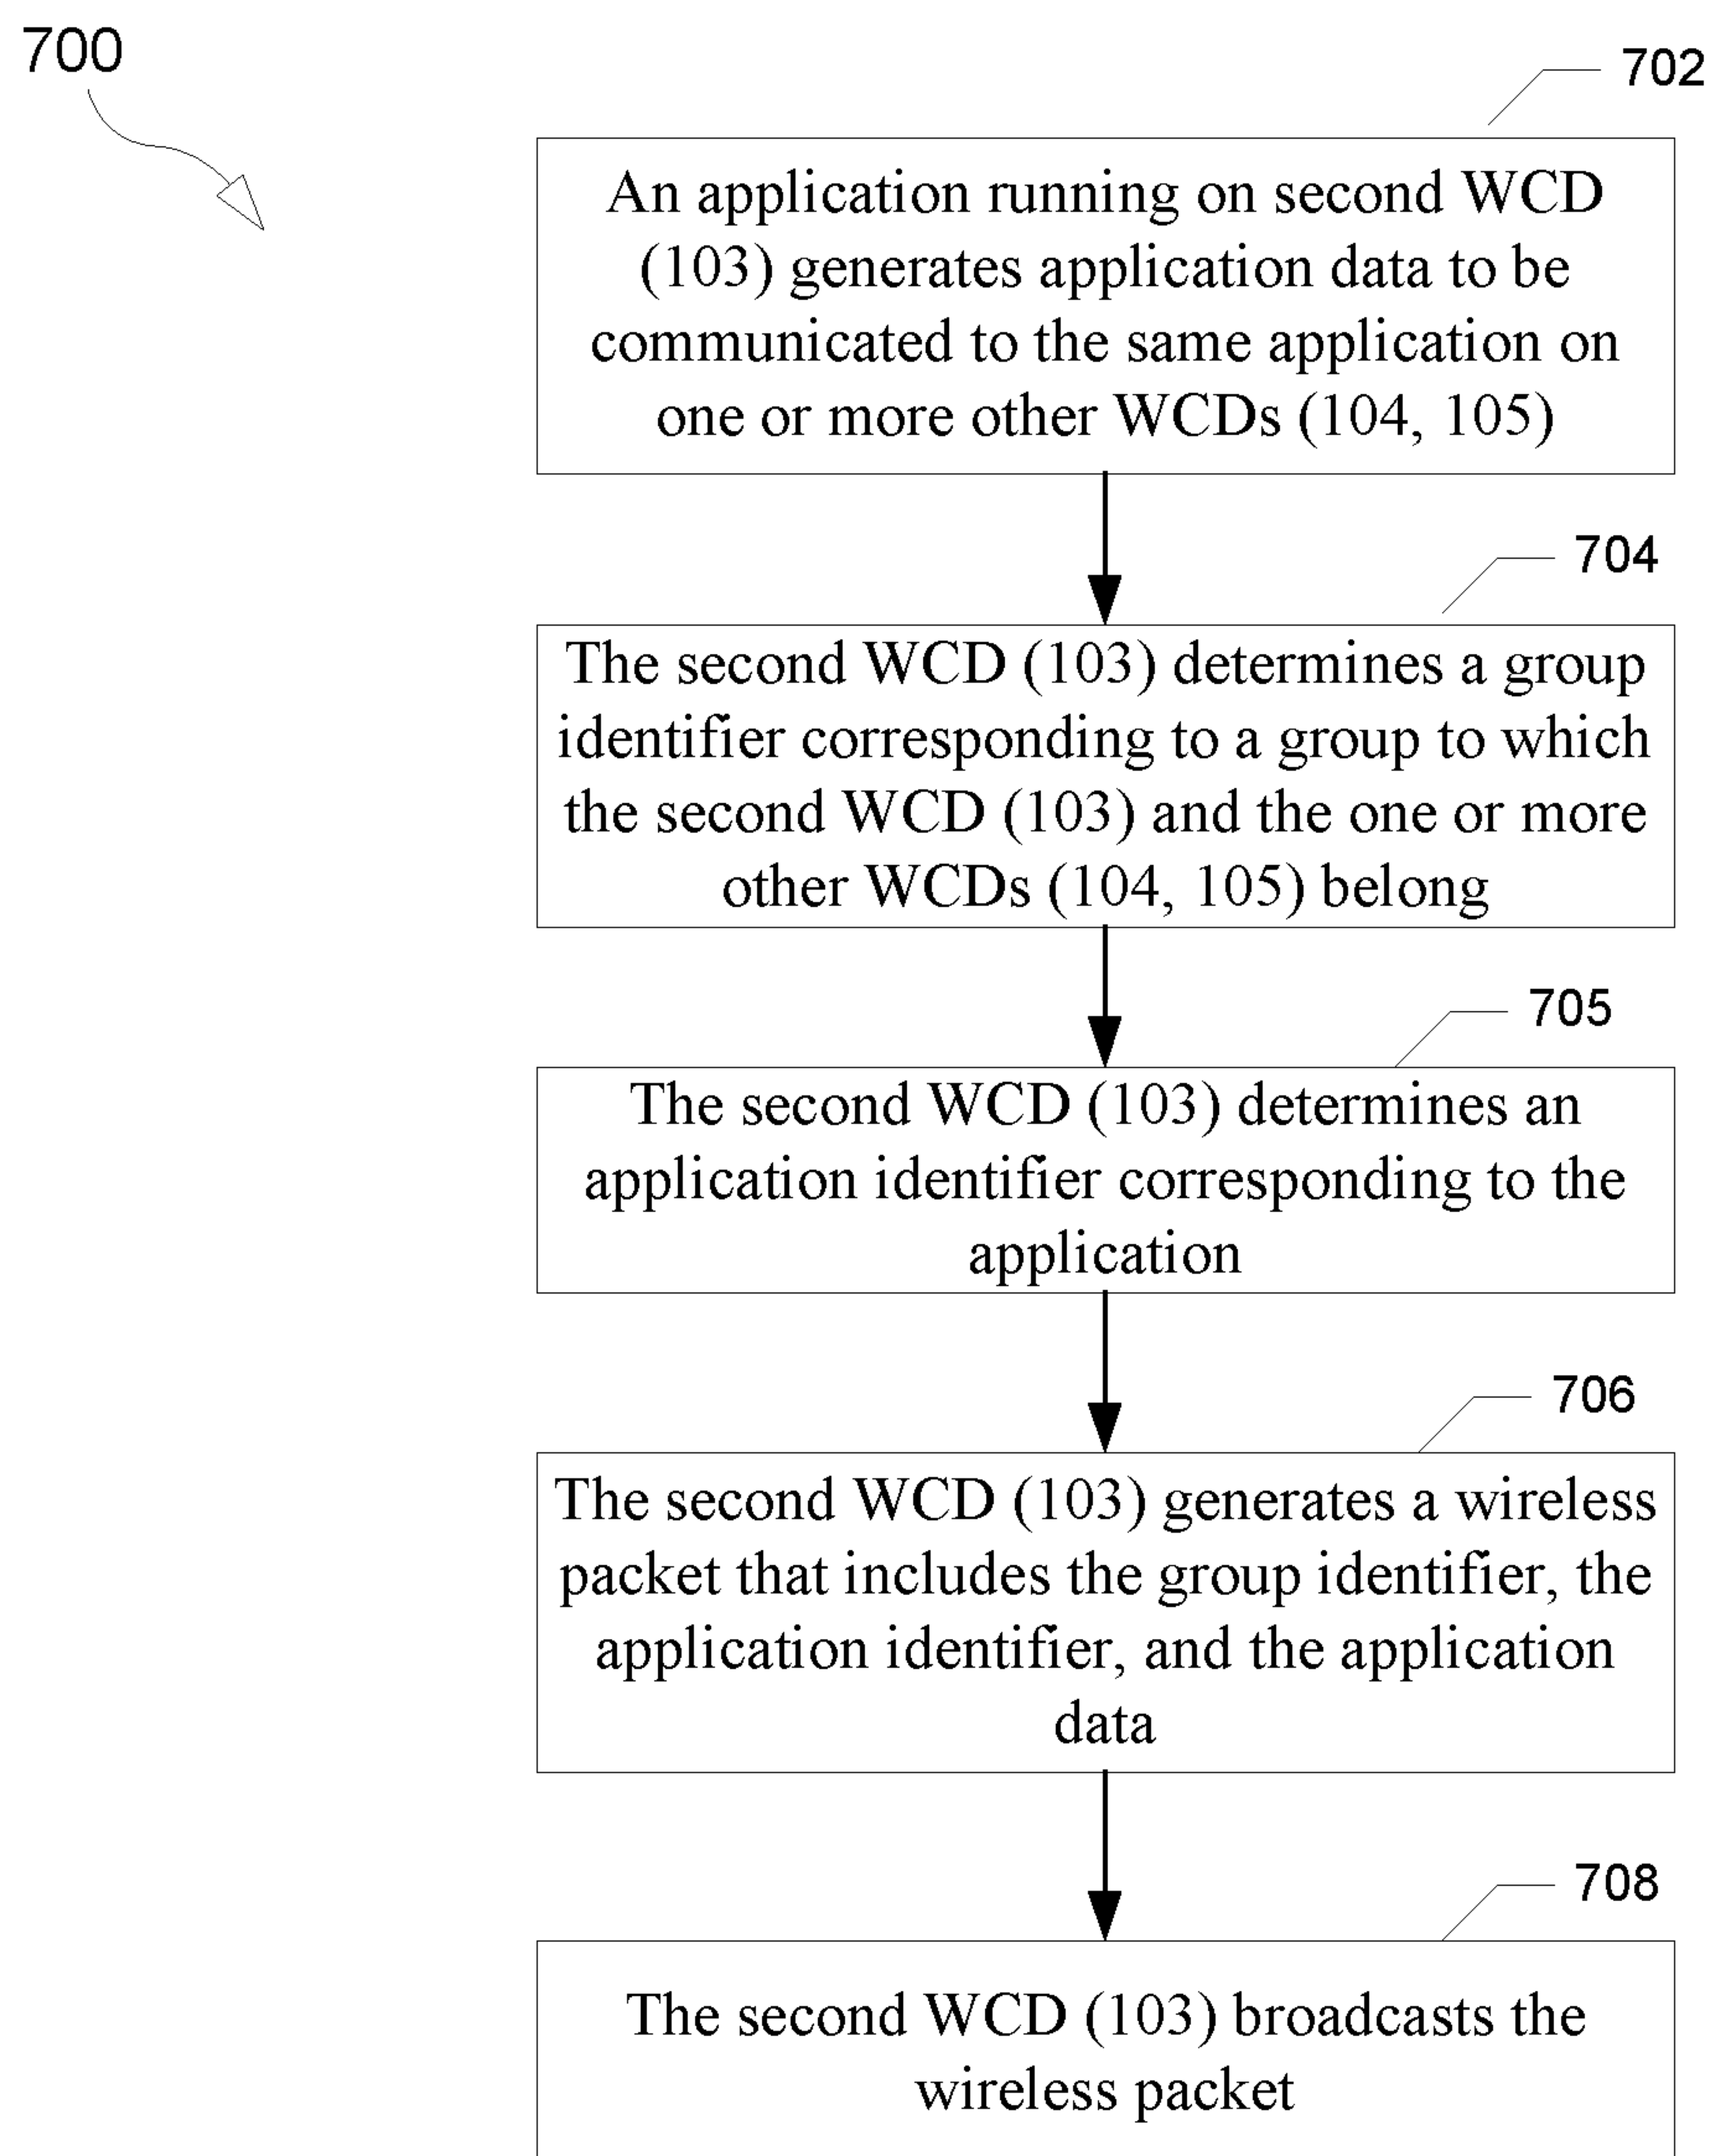 700
702
An application running on second WCD
(103) generates application data to be
communicated to the same application on
one or more other WCDs (104, 105)
704
The second WCD (103) determines a group
identifier corresponding to a group to which
the second WCD (103) and the one or more
other WCDs (104, 105) belong
705
The second WCD (103) determines an
application identifier corresponding to the
application
706
The second WCD (103) generates a wireless
packet that includes the group identifier, the
application identifier, and the application
data
708
The second WCD (103) broadcasts the
wireless packet